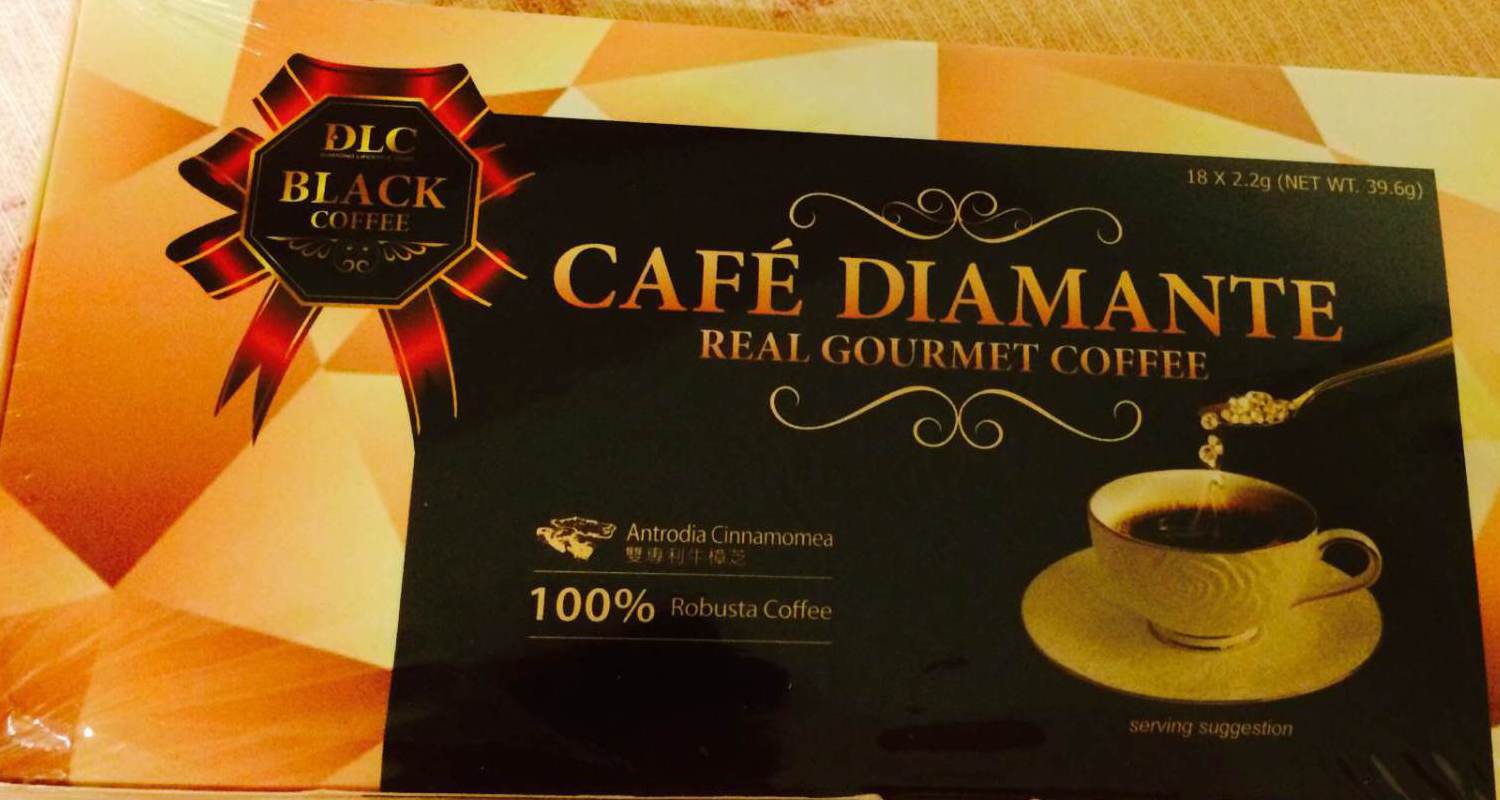 DLC
BLACK
COFFEE
18 X 2.2g (NET WT. 39.6g)
CAFÉ DIAMANTE
REAL GOURMET COFFEE
Antrodia Cinnamomea
雙專利牛樟芝
100% Robusta Coffee
serving suggestion